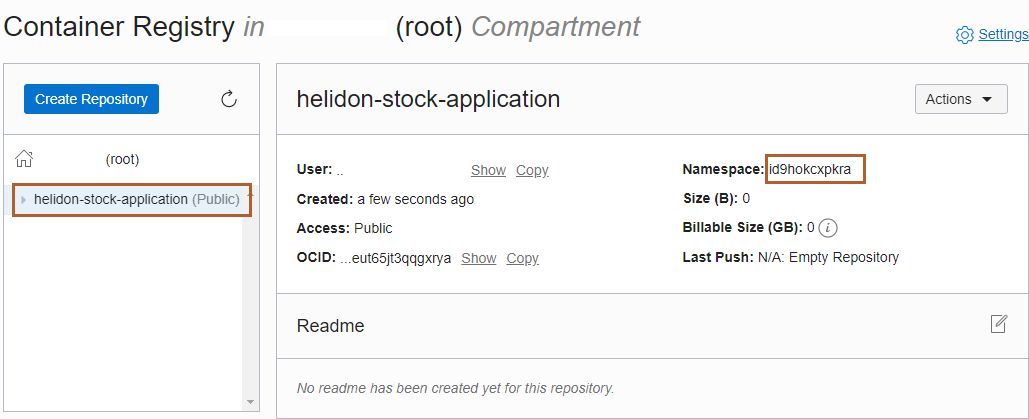 Container Registry in (root) Compartment
Settings
Create Repository
(root)
helidon-stock-application (Public)
helidon-stock-application
Actions
User: .. Show Copy
Created: a few seconds ago
Access: Public
OCID: ...eut65jt3qqgxrya Show Copy
Namespace: id9hokcxpkra
Size (B): 0
Billable Size (GB): 0 i
Last Push: N/A: Empty Repository
Readme
No readme has been created yet for this repository.